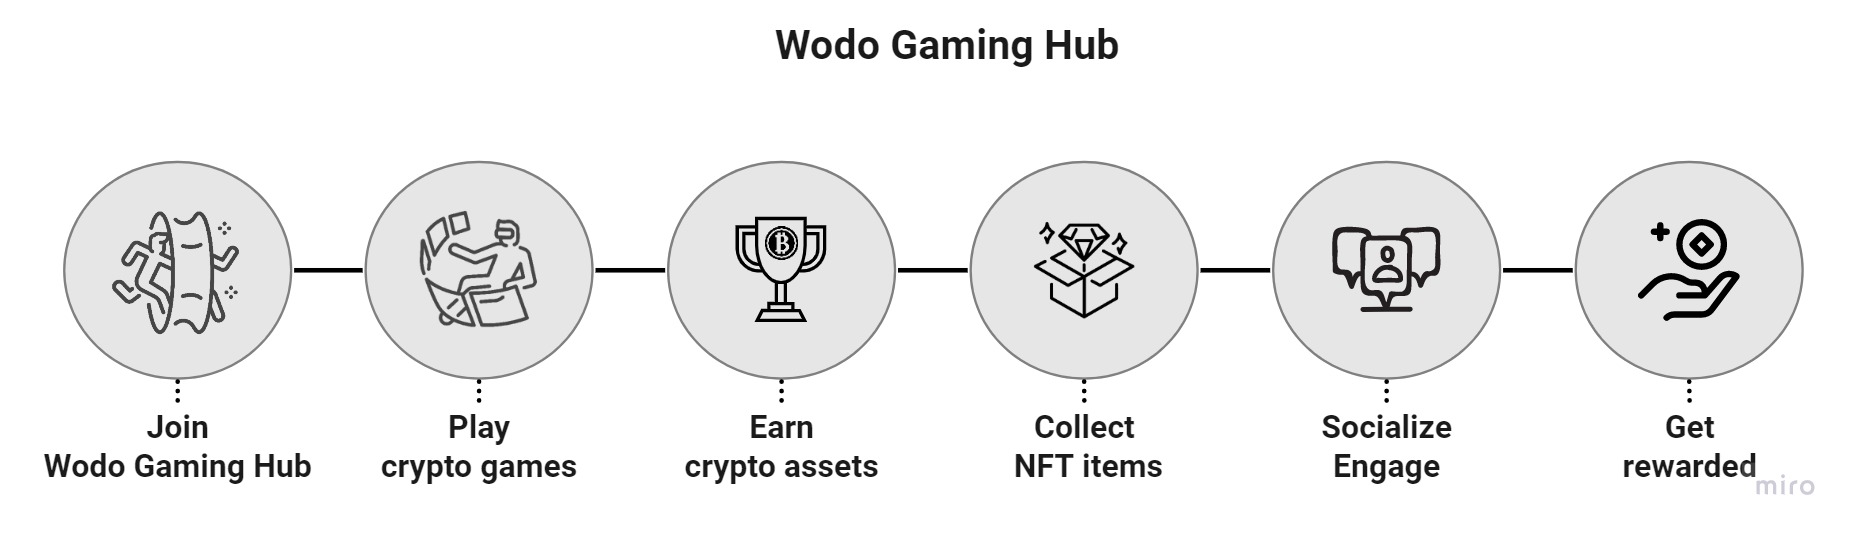 Wodo Gaming Hub
Join
Wodo Gaming Hub
Play
crypto games
Earn
crypto assets
Collect
NFT items
Socialize
Engage
Get
rewarded
miro